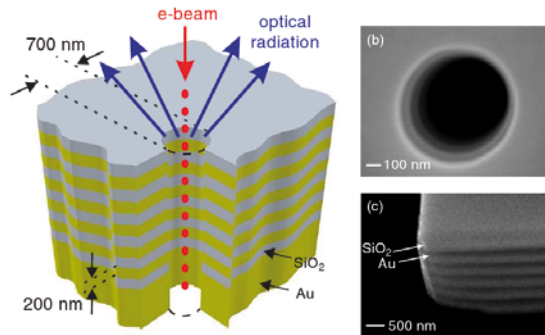 700 nm
e-beam
optical
radiation
SiO2
Au
200 nm
(b)
100 nm
(c)
SiO2
Au
500 nm